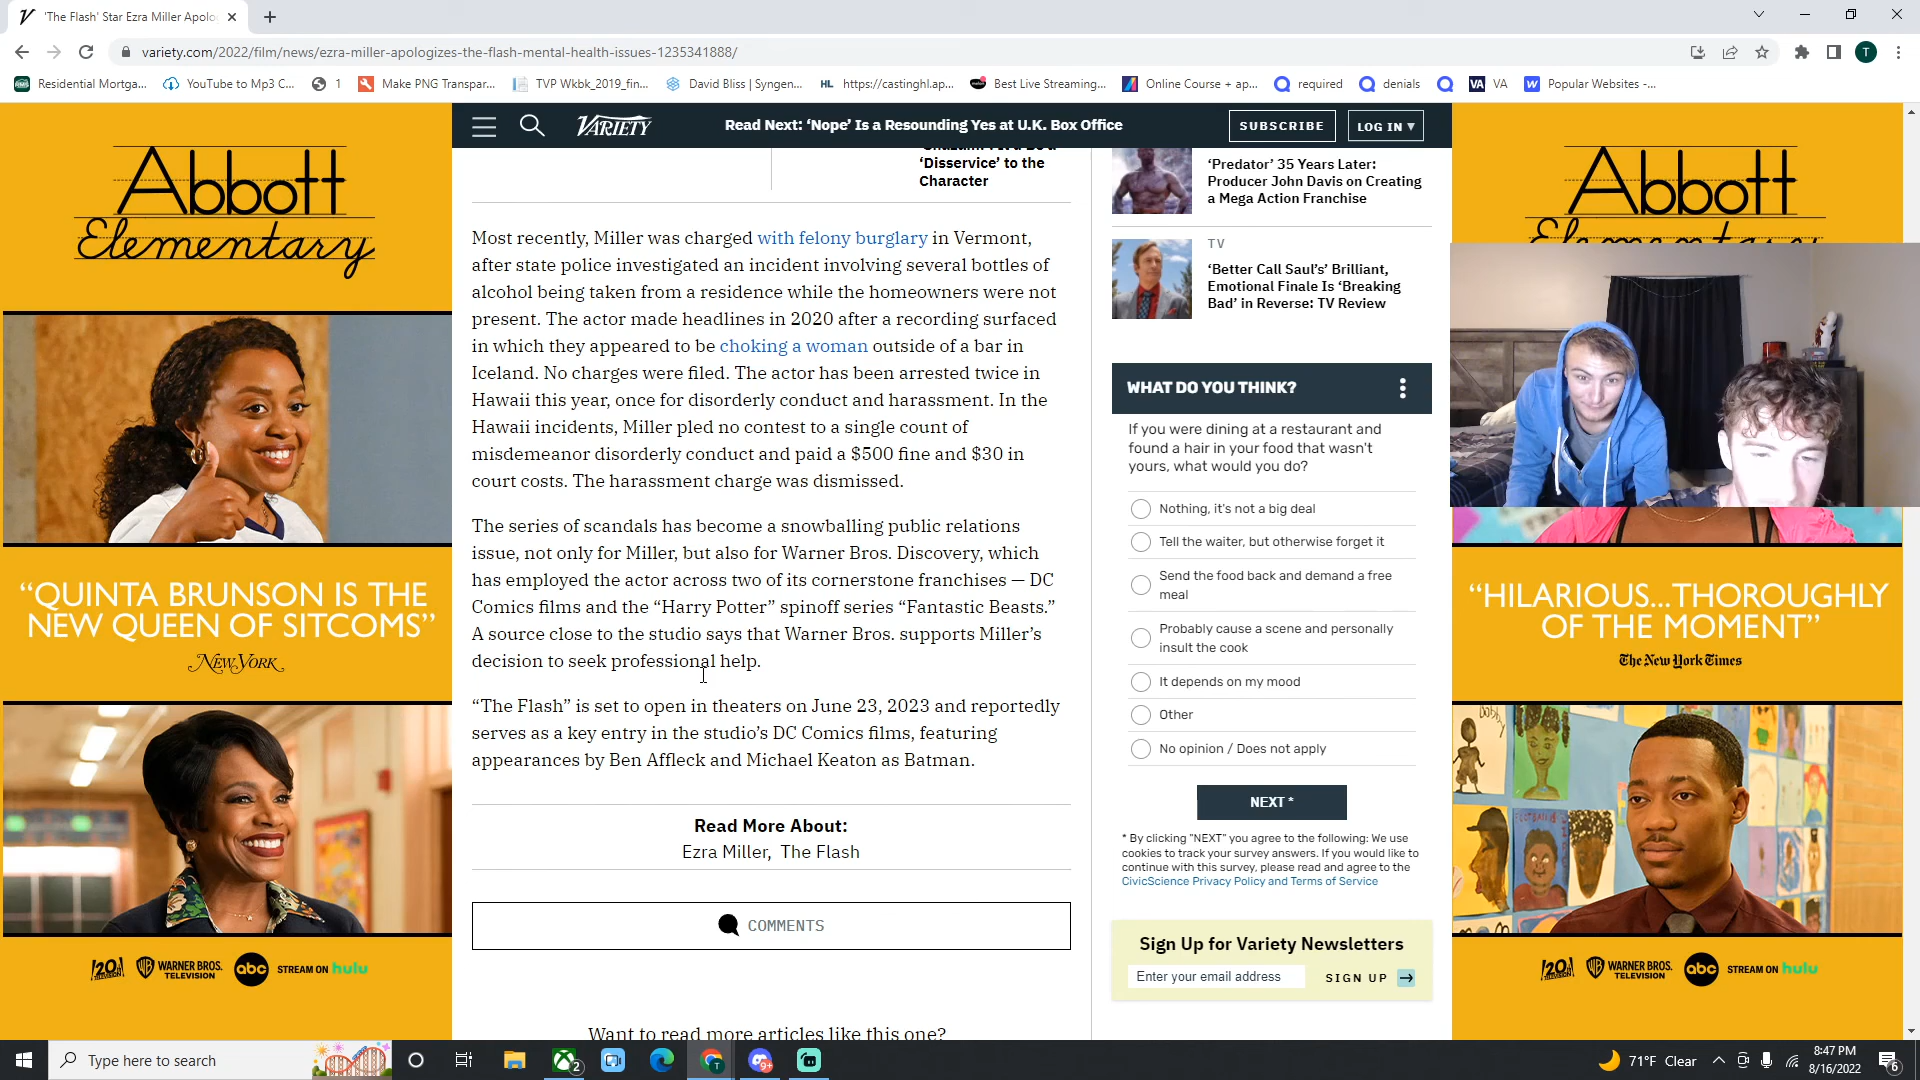 'The Flash' Star Ezra Miller Apolo
variety.com/2022/film/news/ezra-miller-apologizes-the-flash-mental-health-issues-1235341888/
T
Residential Mortga...
YouTube to Mp3 C...
1
Make PNG Transpar...
TVP Wkbk_2019_fin...
David Bliss | Syngen...
HL https://castinghl.ap...
Best Live Streaming...
Online Course + ap...
required
denials
VA VA
W Popular Websites -...
VARIETY
Read Next: ‘Nope’ Is a Resounding Yes at U.K. Box Office
SUBSCRIBE
LOG IN ▾
Abbott
Elementary
“QUINTA BRUNSON IS THE
NEW QUEEN OF SITCOMS”
NEW YORK
20th TELEVISION
WARNER BROS. TELEVISION
abc
STREAM ON hulu
‘Disservice’ to the
Character
Most recently, Miller was charged with felony burglary in Vermont,
after state police investigated an incident involving several bottles of
alcohol being taken from a residence while the homeowners were not
present. The actor made headlines in 2020 after a recording surfaced
in which they appeared to be choking a woman outside of a bar in
Iceland. No charges were filed. The actor has been arrested twice in
Hawaii this year, once for disorderly conduct and harassment. In the
Hawaii incidents, Miller pled no contest to a single count of
misdemeanor disorderly conduct and paid a $500 fine and $30 in
court costs. The harassment charge was dismissed.
The series of scandals has become a snowballing public relations
issue, not only for Miller, but also for Warner Bros. Discovery, which
has employed the actor across two of its cornerstone franchises — DC
Comics films and the “Harry Potter” spinoff series “Fantastic Beasts.”
A source close to the studio says that Warner Bros. supports Miller’s
decision to seek professional help.
“The Flash” is set to open in theaters on June 23, 2023 and reportedly
serves as a key entry in the studio’s DC Comics films, featuring
appearances by Ben Affleck and Michael Keaton as Batman.
Read More About:
Ezra Miller, The Flash
COMMENTS
Want to read more articles like this one?
‘Predator’ 35 Years Later:
Producer John Davis on Creating
a Mega Action Franchise
TV
‘Better Call Saul’s’ Brilliant,
Emotional Finale Is ‘Breaking
Bad’ in Reverse: TV Review
WHAT DO YOU THINK?
If you were dining at a restaurant and
found a hair in your food that wasn't
yours, what would you do?
Nothing, it's not a big deal
Tell the waiter, but otherwise forget it
Send the food back and demand a free
meal
Probably cause a scene and personally
insult the cook
It depends on my mood
Other
No opinion / Does not apply
NEXT *
* By clicking "NEXT" you agree to the following: We use
cookies to track your survey answers. If you would like to
continue with this survey, please read and agree to the
CivicScience Privacy Policy and Terms of Service
Sign Up for Variety Newsletters
Enter your email address
SIGN UP
Abbott
“HILARIOUS...THOROUGHLY
OF THE MOMENT”
The New York Times
20th TELEVISION
WARNER BROS. TELEVISION
abc
STREAM ON hulu
Type here to search
2
T
9+
71°F Clear
8:47 PM
8/16/2022
6